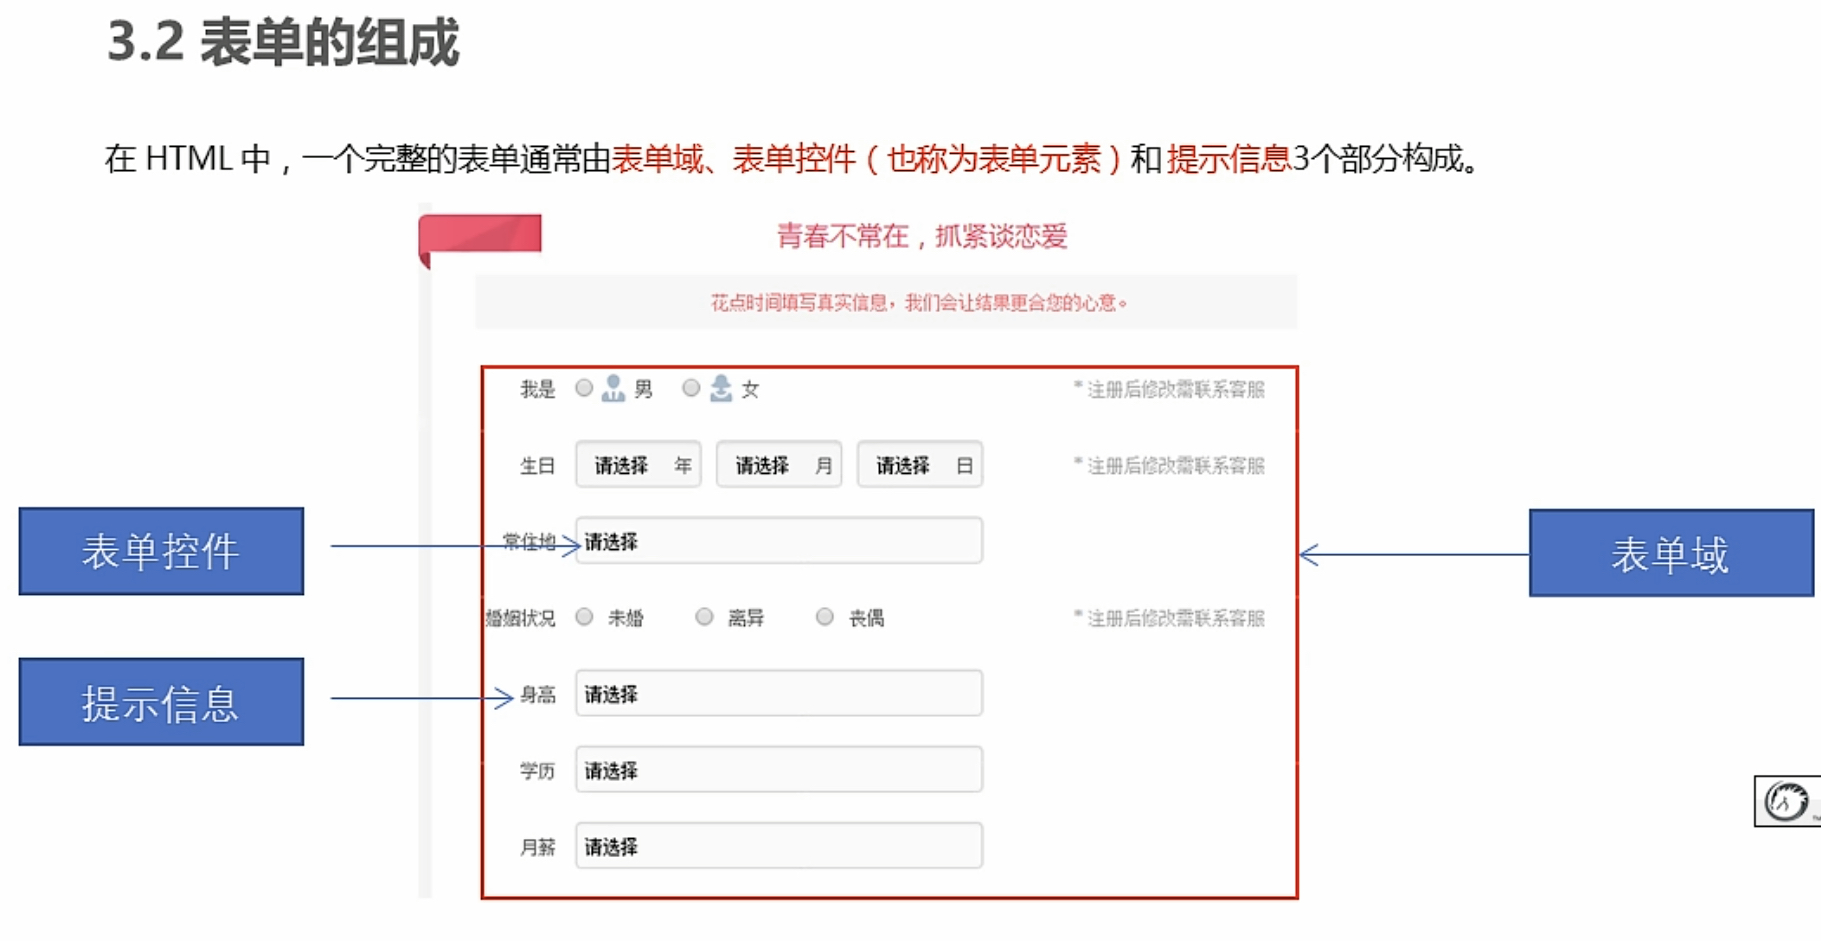 3.2 表单的组成
在 HTML 中，一个完整的表单通常由表单域、表单控件（也称为表单元素）和 提示信息3个部分构成。
青春不常在，抓紧谈恋爱
花点时间填写真实信息，我们会让结果更合您的心意。
我是 男 女 * 注册后修改需联系客服
生日 请选择 年 请选择 月 请选择 日 * 注册后修改需联系客服
表单控件
常住地 请选择
表单域
婚姻状况 未婚 离异 丧偶 * 注册后修改需联系客服
提示信息
身高 请选择
学历 请选择
月薪 请选择